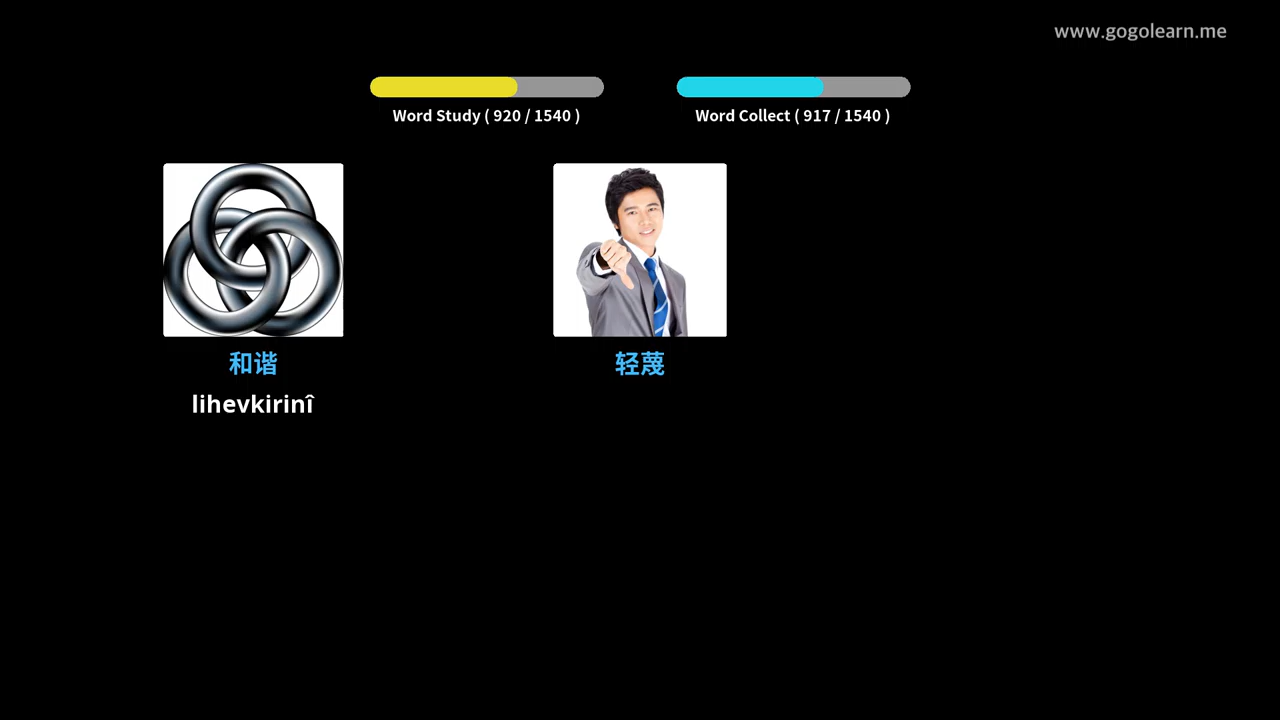 www.gogolearn.me
Word Study ( 920 / 1540 )
Word Collect ( 917 / 1540 )
和谐
轻蔑
lihevkirinî